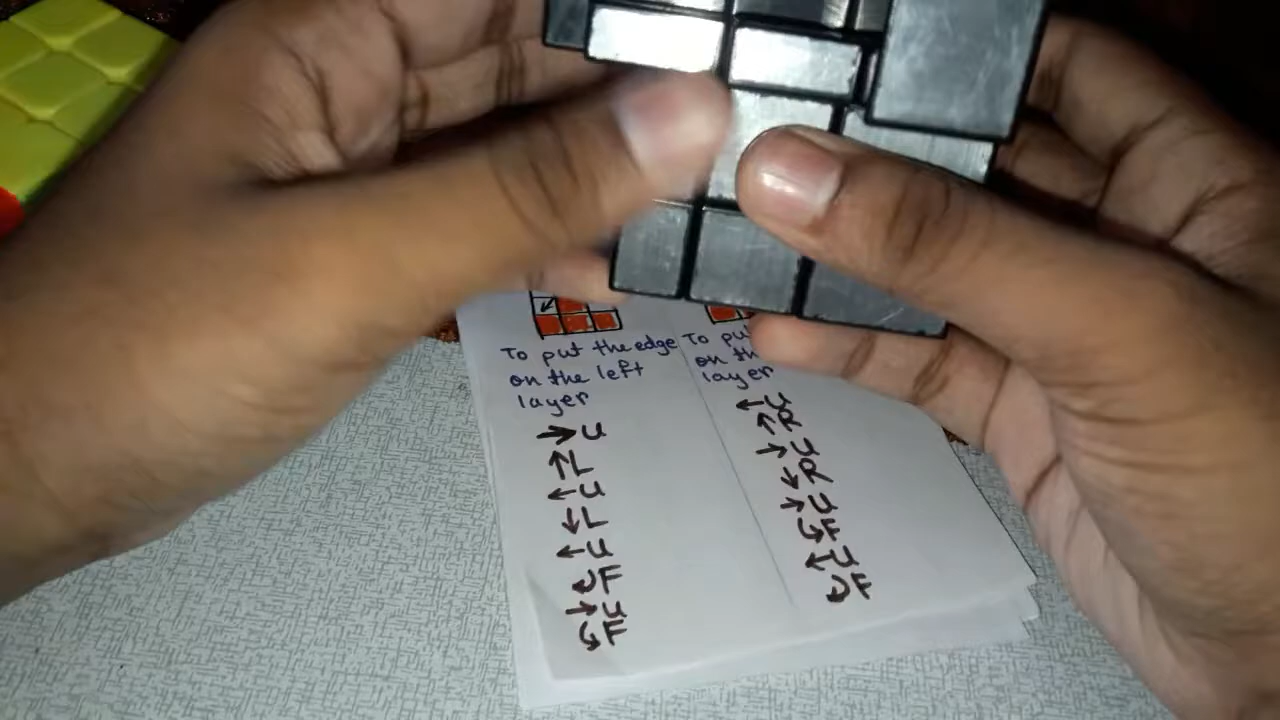 To put the edge
on the left
layer
→ U
↑ L
← U
↓ L
← U
F
→ U
F
To pu
on th
layer
← U
↑ R
→ U
↓ R
→ U
F
← U
F